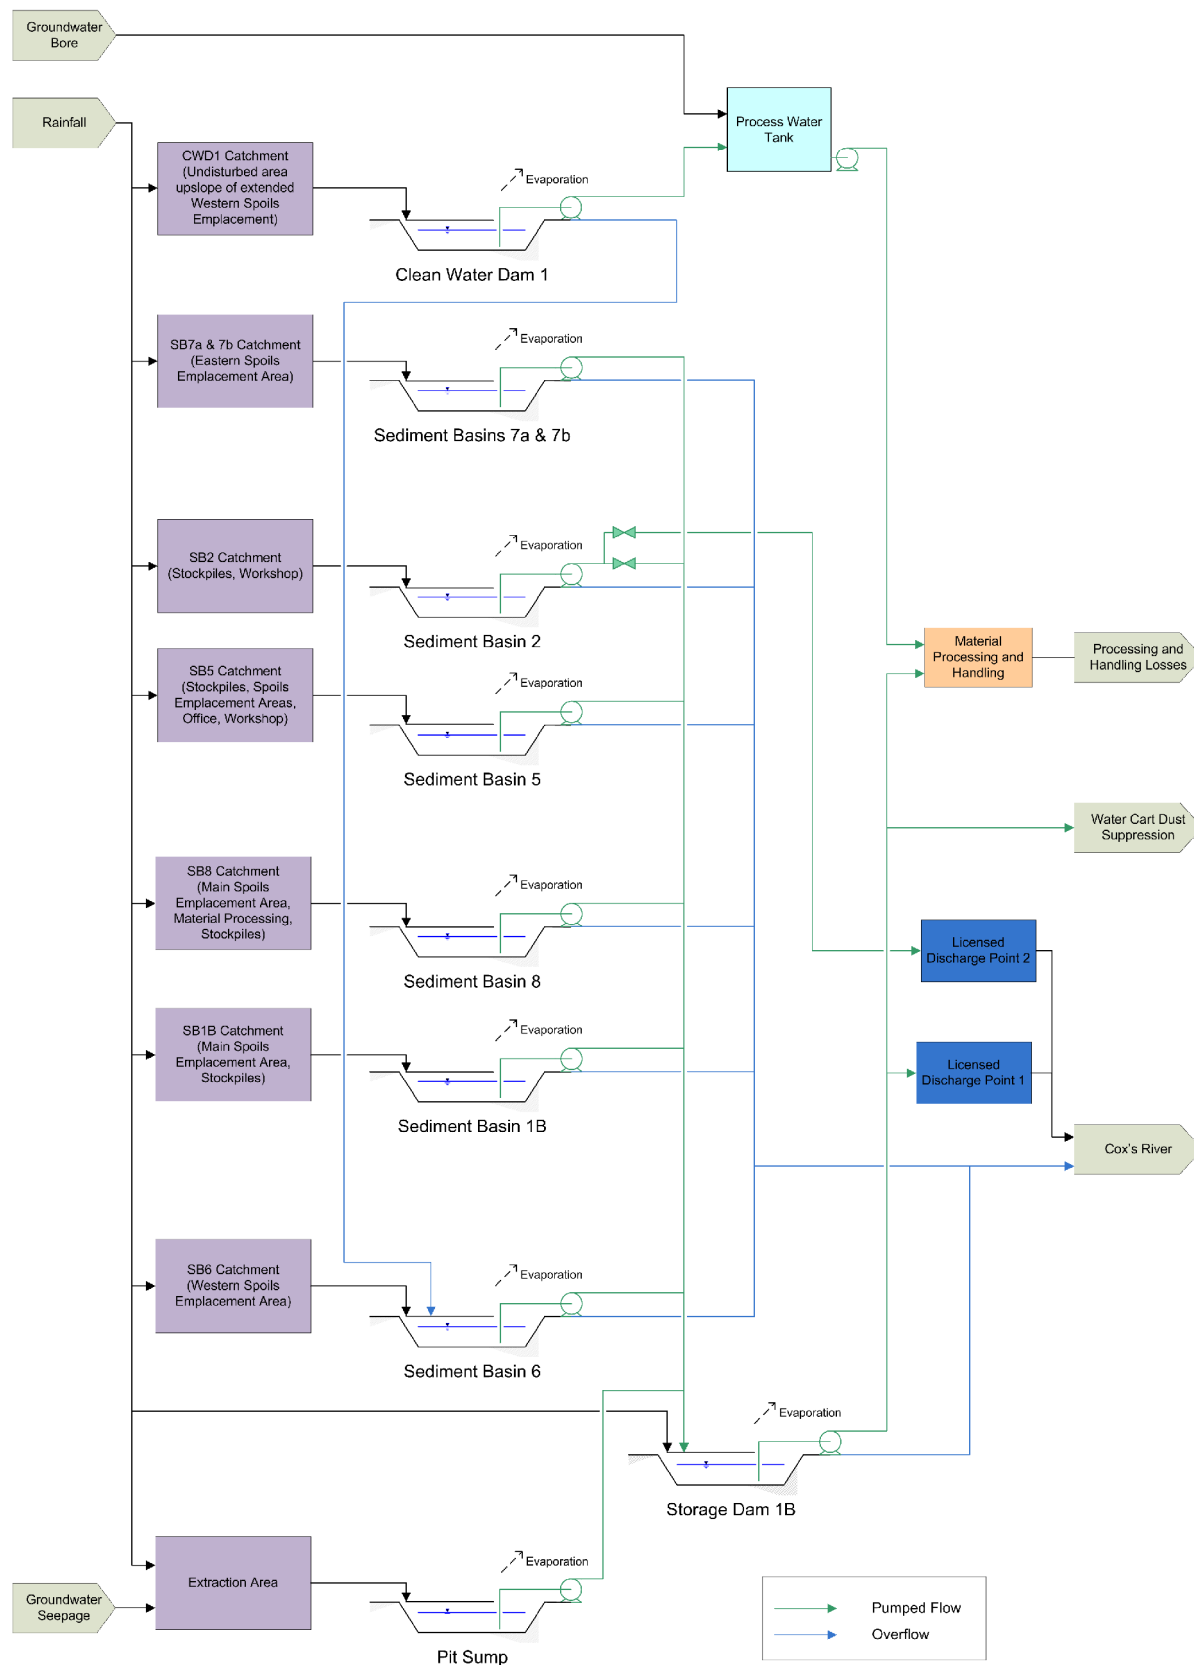 Groundwater
Bore
Rainfall
Process Water
Tank
CWD1 Catchment
(Undisturbed area
upslope of extended
Western Spoils
Emplacement)
Evaporation
Clean Water Dam 1
SB7a & 7b Catchment
(Eastern Spoils
Emplacement Area)
Evaporation
Sediment Basins 7a & 7b
SB2 Catchment
(Stockpiles, Workshop)
Evaporation
Sediment Basin 2
SB5 Catchment
(Stockpiles, Spoils
Emplacement Areas,
Office, Workshop)
Evaporation
Sediment Basin 5
Material
Processing and
Handling
Processing and
Handling Losses
Water Cart Dust
Suppression
SB8 Catchment
(Main Spoils
Emplacement Area,
Material Processing,
Stockpiles)
Evaporation
Sediment Basin 8
Licensed
Discharge Point 2
SB1B Catchment
(Main Spoils
Emplacement Area,
Stockpiles)
Evaporation
Sediment Basin 1B
Licensed
Discharge Point 1
Cox's River
SB6 Catchment
(Western Spoils
Emplacement Area)
Evaporation
Sediment Basin 6
Evaporation
Storage Dam 1B
Extraction Area
Groundwater
Seepage
Evaporation
Pit Sump
Pumped Flow
Overflow